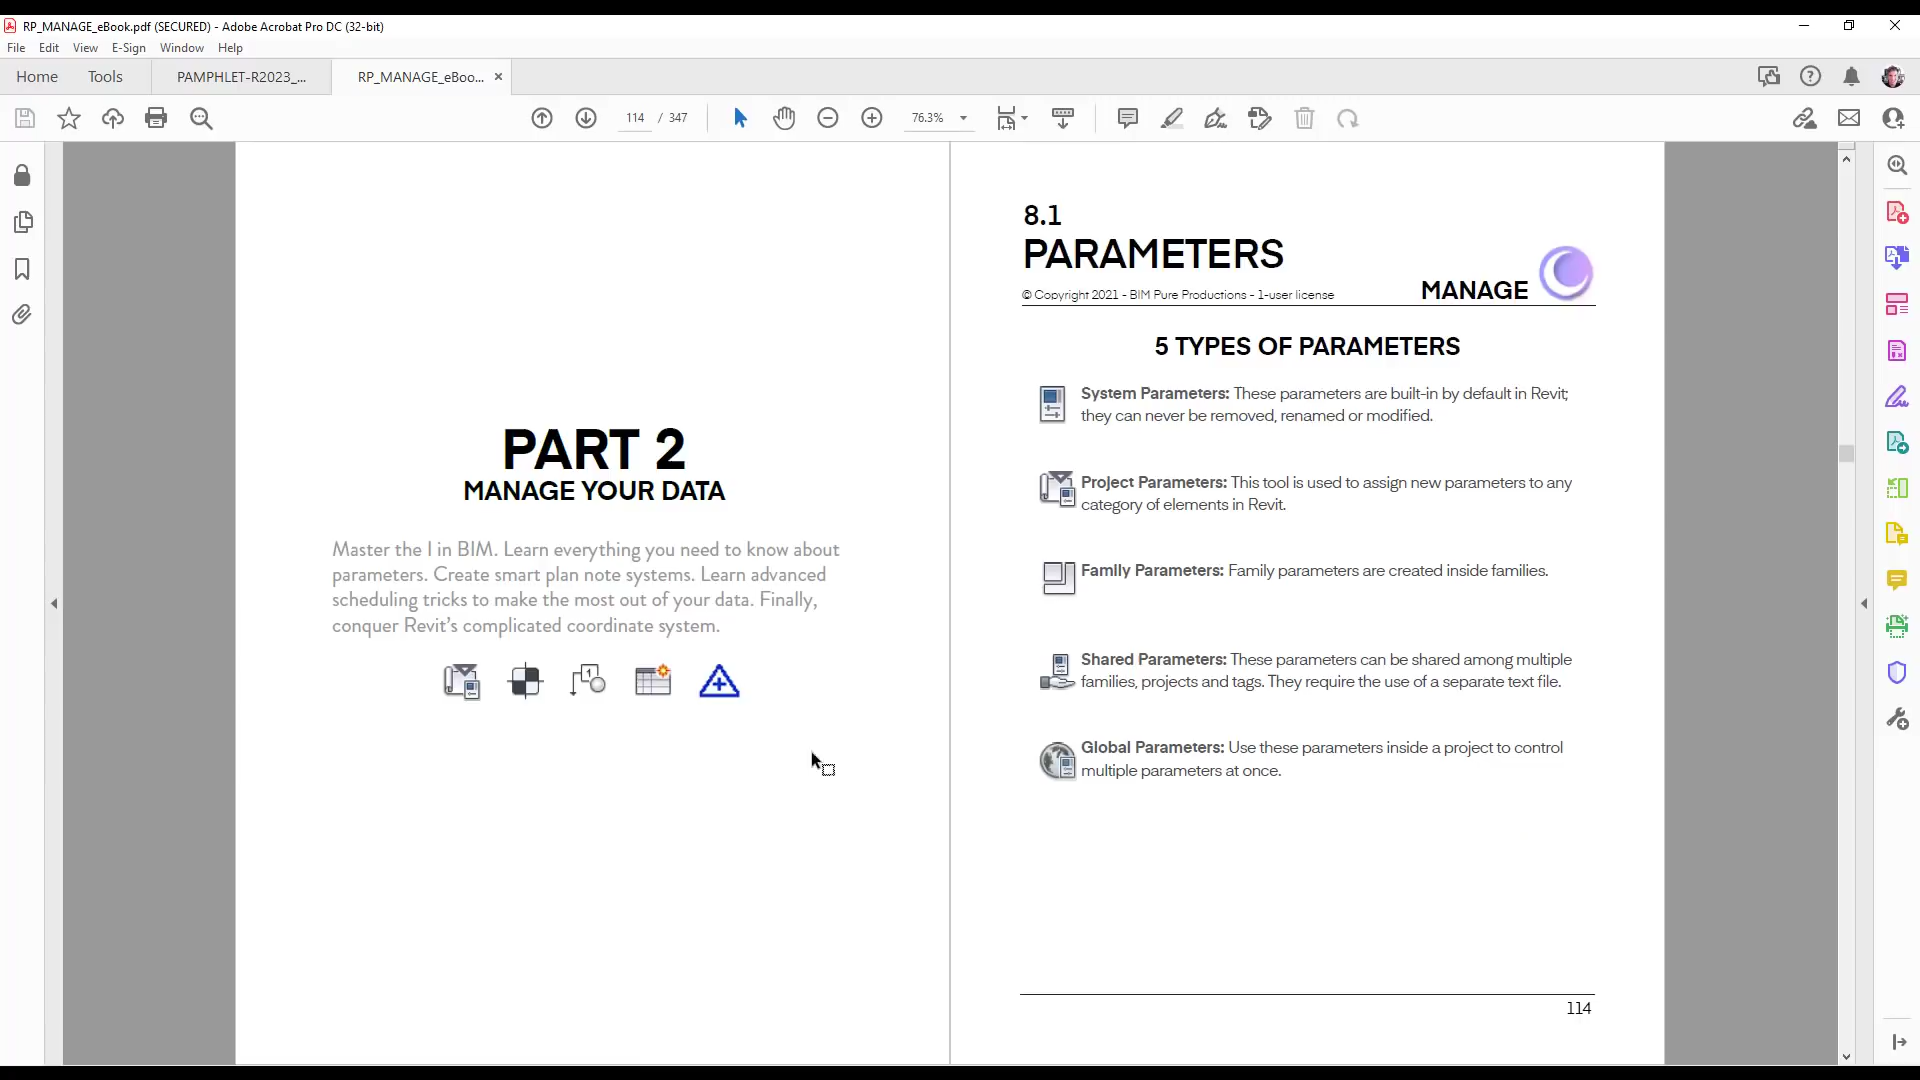 RP_MANAGE_eBook.pdf (SECURED) - Adobe Acrobat Pro DC (32-bit)
File Edit View E-Sign Window Help
Home Tools PAMPHLET-R2023_... RP_MANAGE_eBoo... ×
114 / 347 76.3%
PART 2
MANAGE YOUR DATA
Master the I in BIM. Learn everything you need to know about
parameters. Create smart plan note systems. Learn advanced
scheduling tricks to make the most out of your data. Finally,
conquer Revit's complicated coordinate system.
1
8.1
PARAMETERS
© Copyright 2021 - BIM Pure Productions - 1-user license
MANAGE
5 TYPES OF PARAMETERS
System Parameters: These parameters are built-in by default in Revit;
they can never be removed, renamed or modified.
Project Parameters: This tool is used to assign new parameters to any
category of elements in Revit.
Family Parameters: Family parameters are created inside families.
Shared Parameters: These parameters can be shared among multiple
families, projects and tags. They require the use of a separate text file.
Global Parameters: Use these parameters inside a project to control
multiple parameters at once.
114